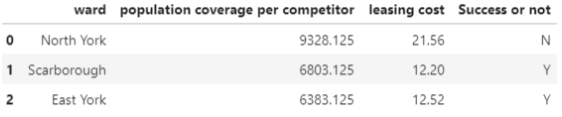 ward population coverage per competitor leasing cost Success or not
0 North York 9328.125 21.56 N
1 Scarborough 6803.125 12.20 Y
2 East York 6383.125 12.52 Y